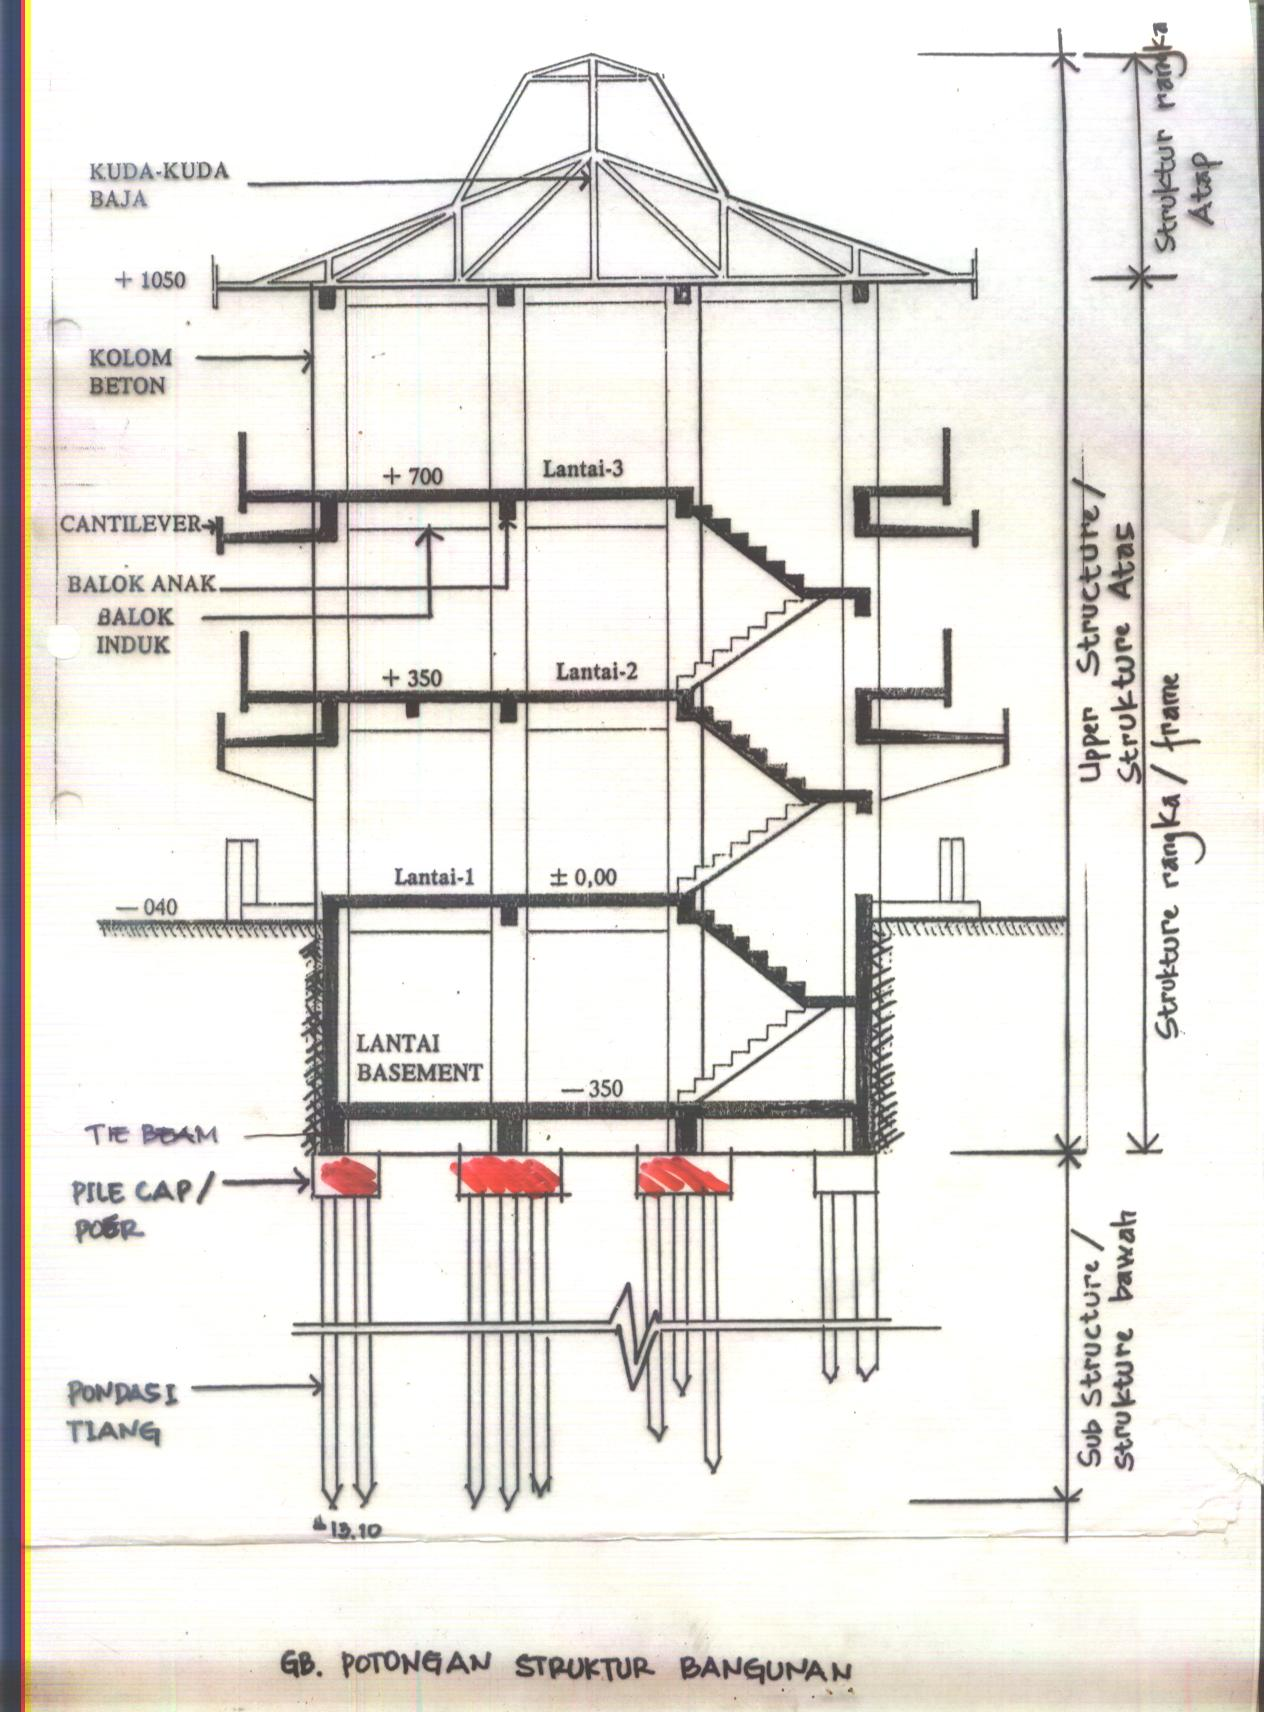 KUDA-KUDA
BAJA
+ 1050
KOLOM
BETON
+ 700
Lantai-3
CANTILEVER
BALOK ANAK
BALOK
INDUK
+ 350
Lantai-2
Lantai-1
± 0,00
— 040
LANTAI
BASEMENT
— 350
TIE BEAM
PILE CAP /
POER
PONDASI
TIANG
13.10
Struktur rangka
Atap
Upper Structure /
Strukture Atas
Strukture rangka / frame
Sub Structure /
Strukture bawah
GB. POTONGAN STRUKTUR BANGUNAN